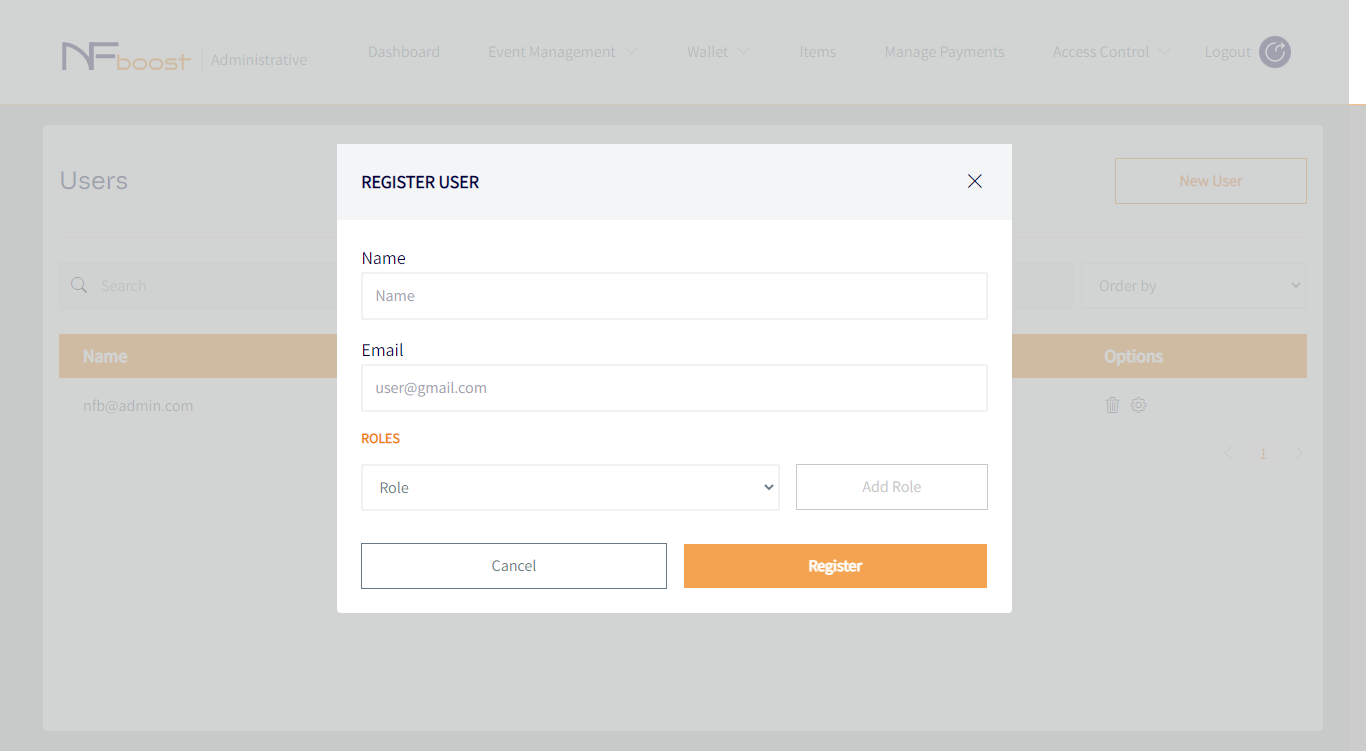 NFboost Administrative Dashboard Event Management Wallet Items Manage Payments Access Control Logout
Users New User
Search Order by
Name Options
nfb@admin.com
1
REGISTER USER
Name
Name
Email
user@gmail.com
ROLES
Role Add Role
Cancel Register